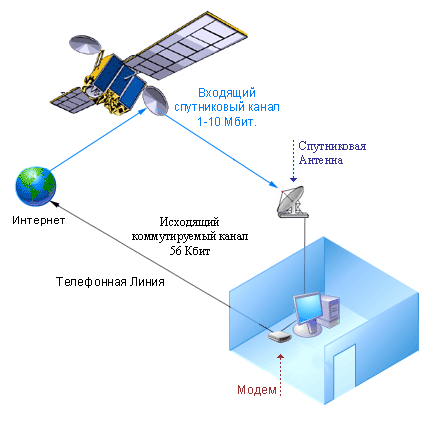 Входящий
спутниковый канал
1-10 Мбит.
Спутниковая
Антенна
Интернет
Исходящий
коммутируемый канал
56 Кбит
Телефонная Линия
Модем